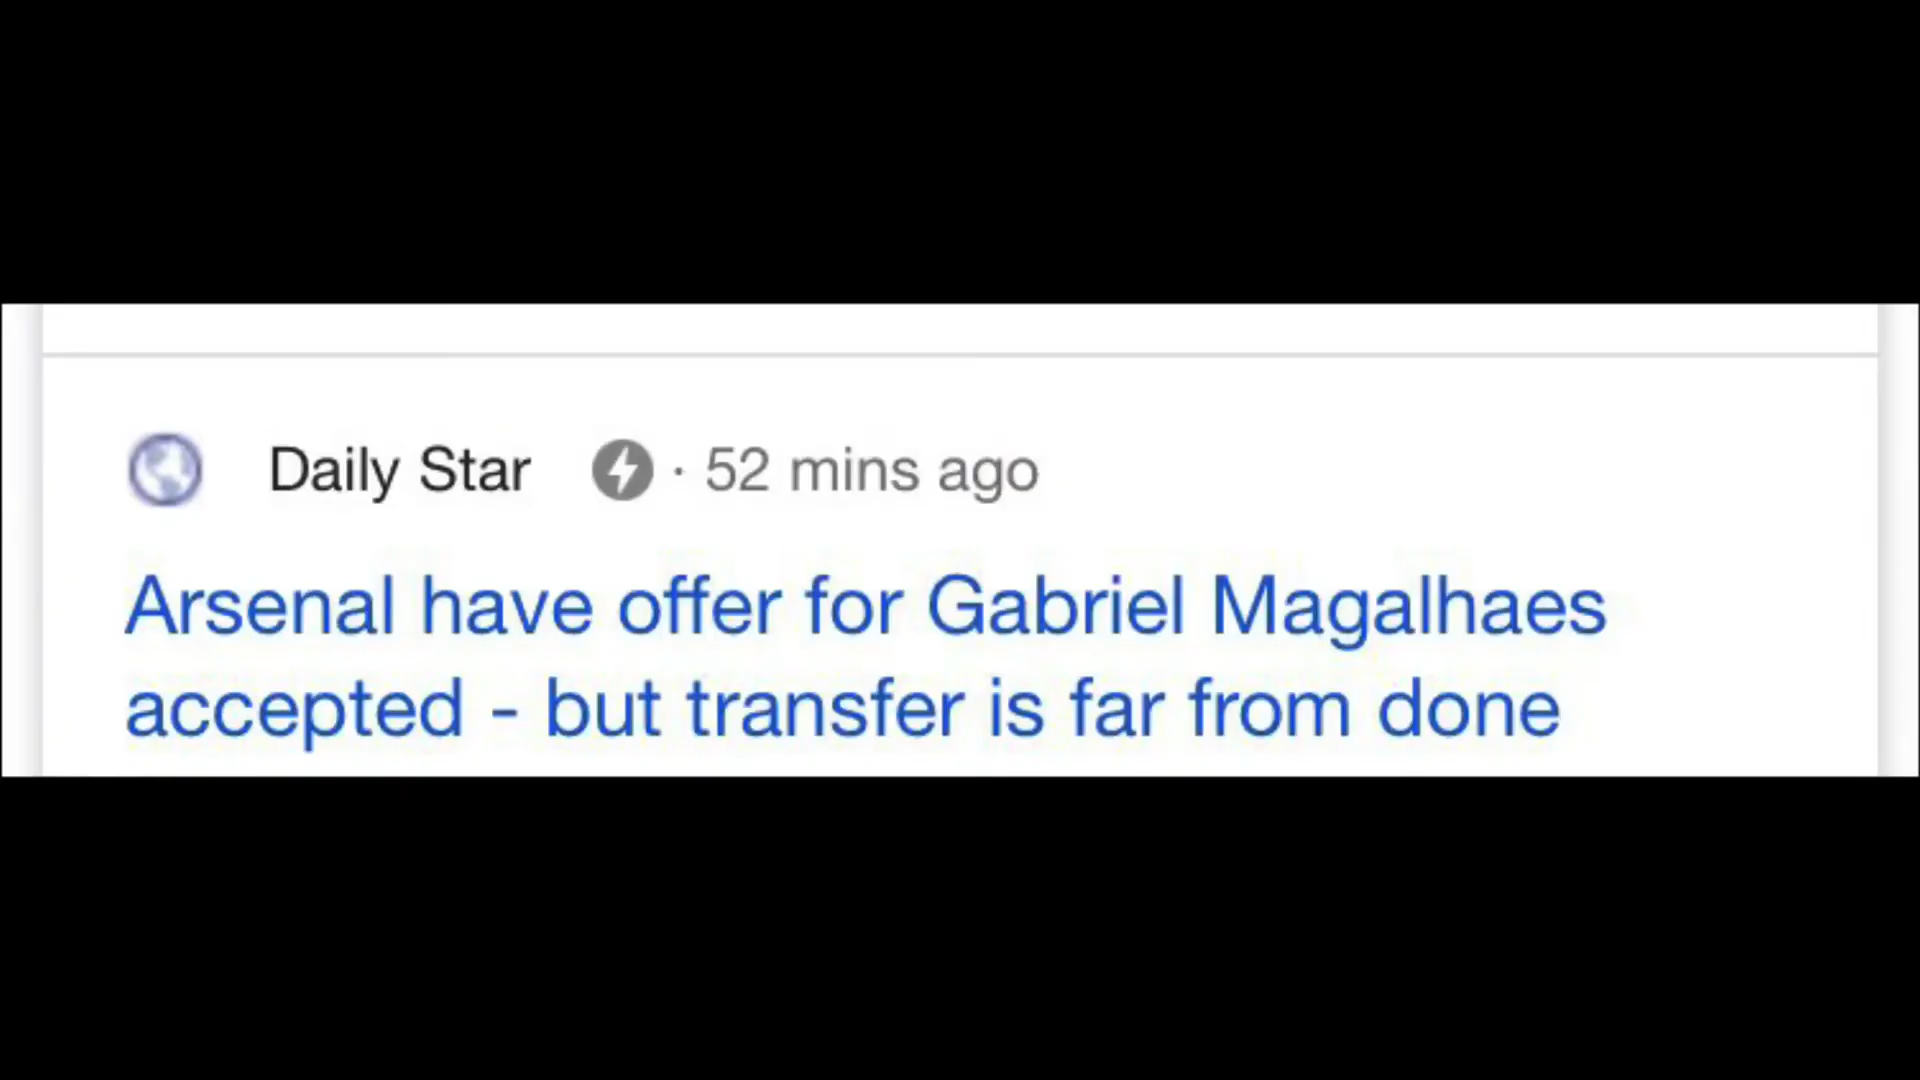 Daily Star · 52 mins ago
Arsenal have offer for Gabriel Magalhaes
accepted - but transfer is far from done